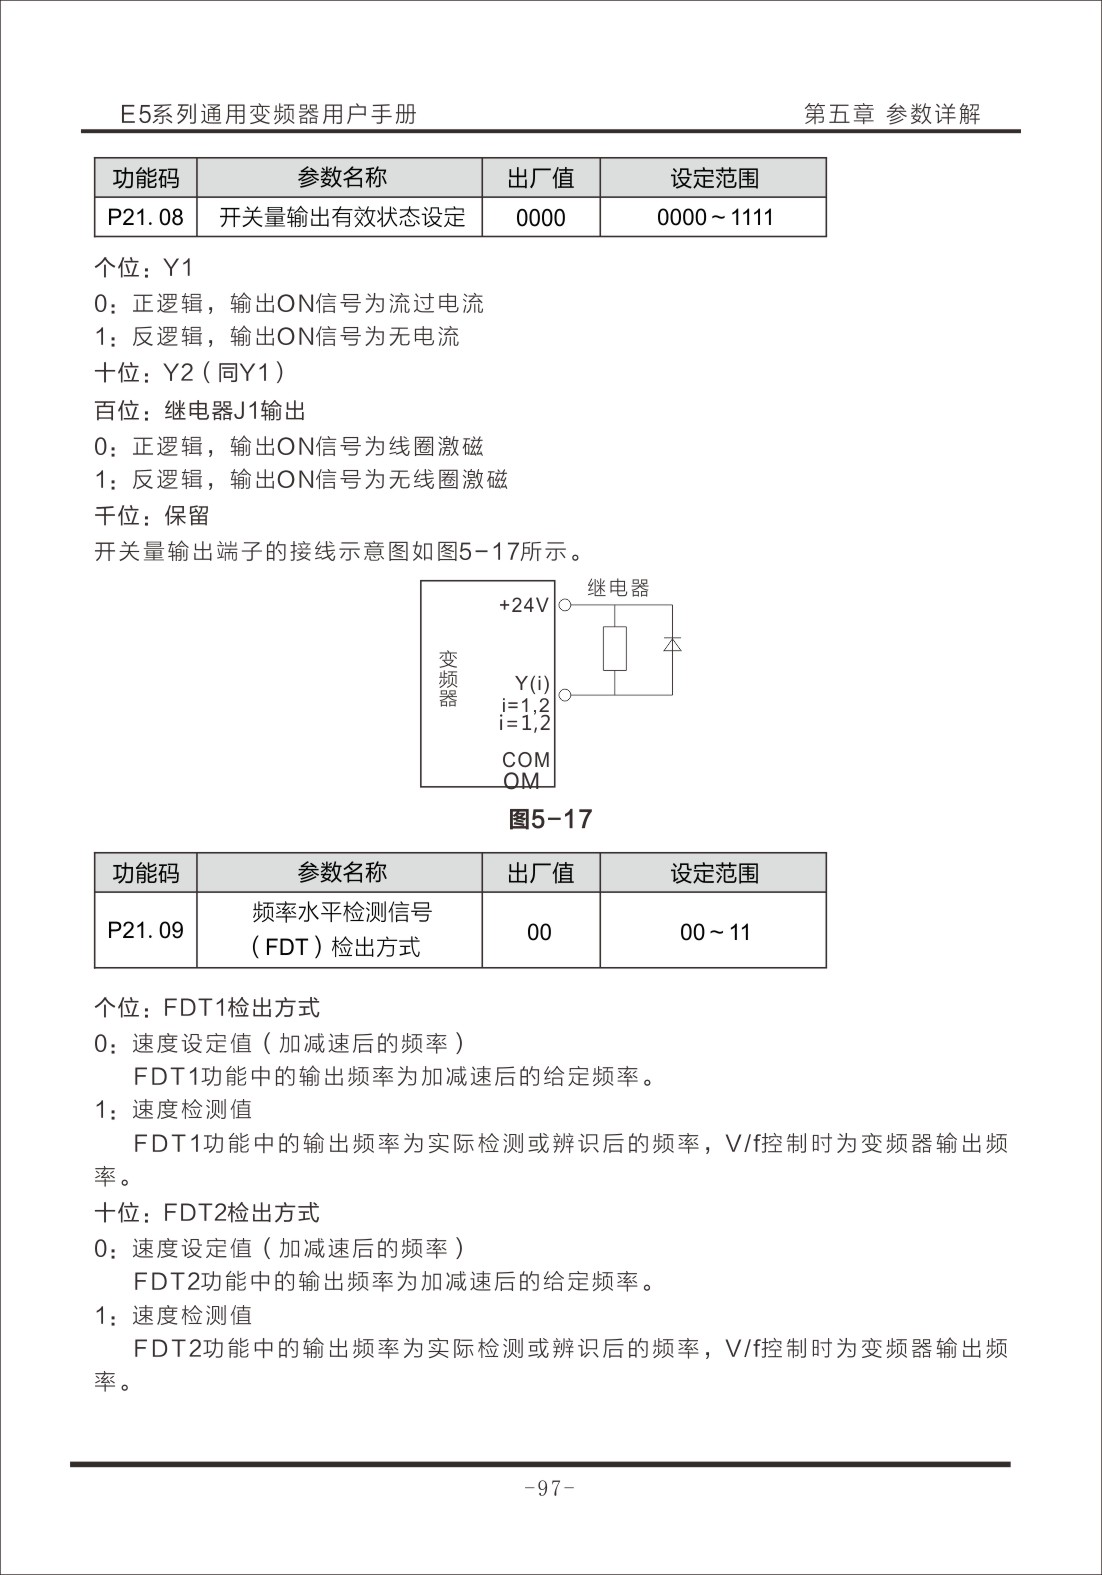 E5系列通用变频器用户手册 第五章 参数详解
功能码 参数名称 出厂值 设定范围
P21.08 开关量输出有效状态设定 0000 0000～1111
个位：Y1
0：正逻辑，输出ON信号为流过电流
1：反逻辑，输出ON信号为无电流
十位：Y2（同Y1）
百位：继电器J1输出
0：正逻辑，输出ON信号为线圈激磁
1：反逻辑，输出ON信号为无线圈激磁
千位：保留
开关量输出端子的接线示意图如图5-17所示。
继电器
+24V
变频器
Y(i)
i=1,2
i=1,2
COM
OM
图5-17
功能码 参数名称 出厂值 设定范围
P21.09 频率水平检测信号 00 00～11
（FDT）检出方式
个位：FDT1检出方式
0：速度设定值（加减速后的频率）
FDT1功能中的输出频率为加减速后的给定频率。
1：速度检测值
FDT1功能中的输出频率为实际检测或辨识后的频率，V/f控制时为变频器输出频
率。
十位：FDT2检出方式
0：速度设定值（加减速后的频率）
FDT2功能中的输出频率为加减速后的给定频率。
1：速度检测值
FDT2功能中的输出频率为实际检测或辨识后的频率，V/f控制时为变频器输出频
率。
-97-